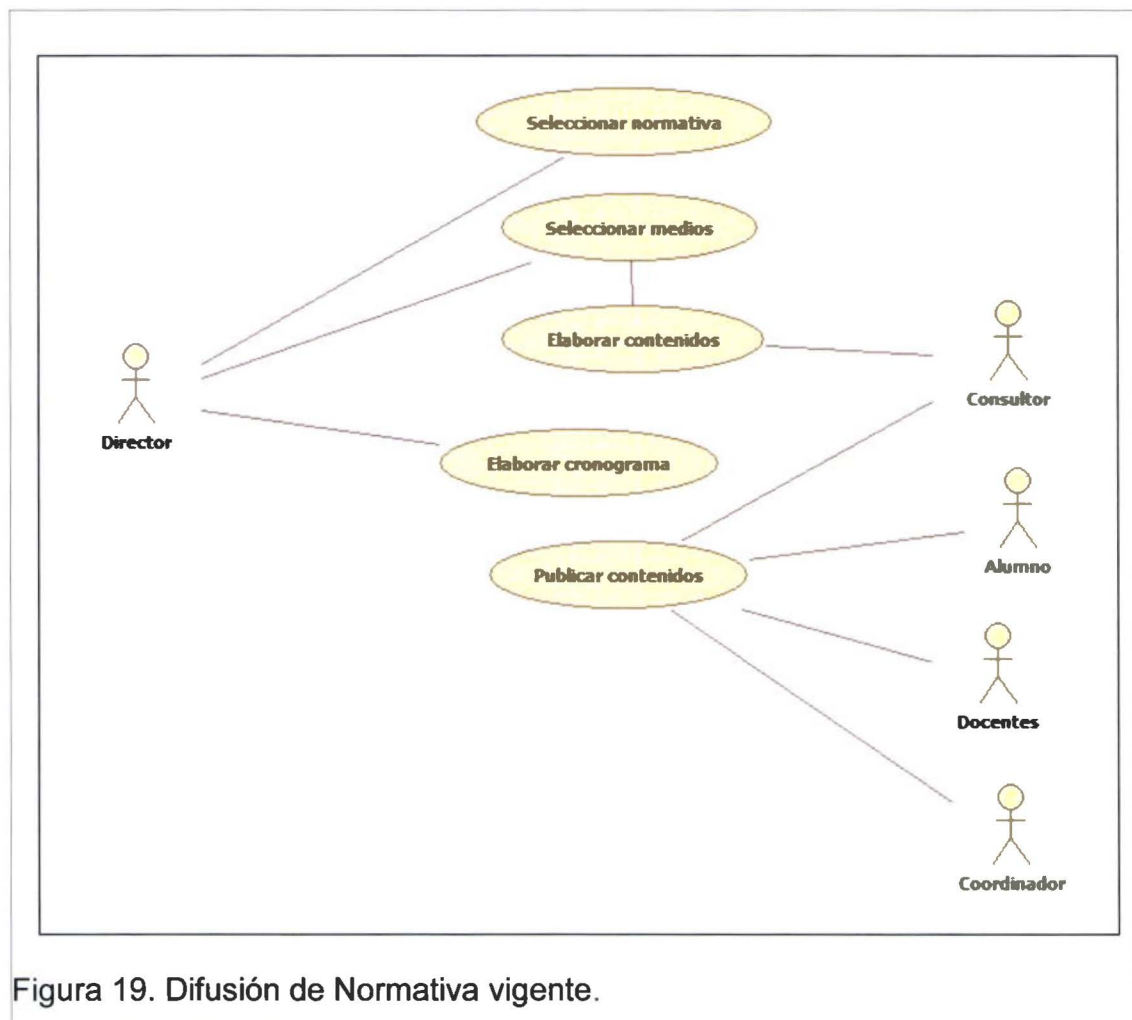 Seleccionar normativa
Seleccionar medios
Elaborar contenidos
Consultor
Director
Elaborar cronograma
Alumno
Publicar contenidos
Docentes
Coordinador
Figura 19. Difusión de Normativa vigente.